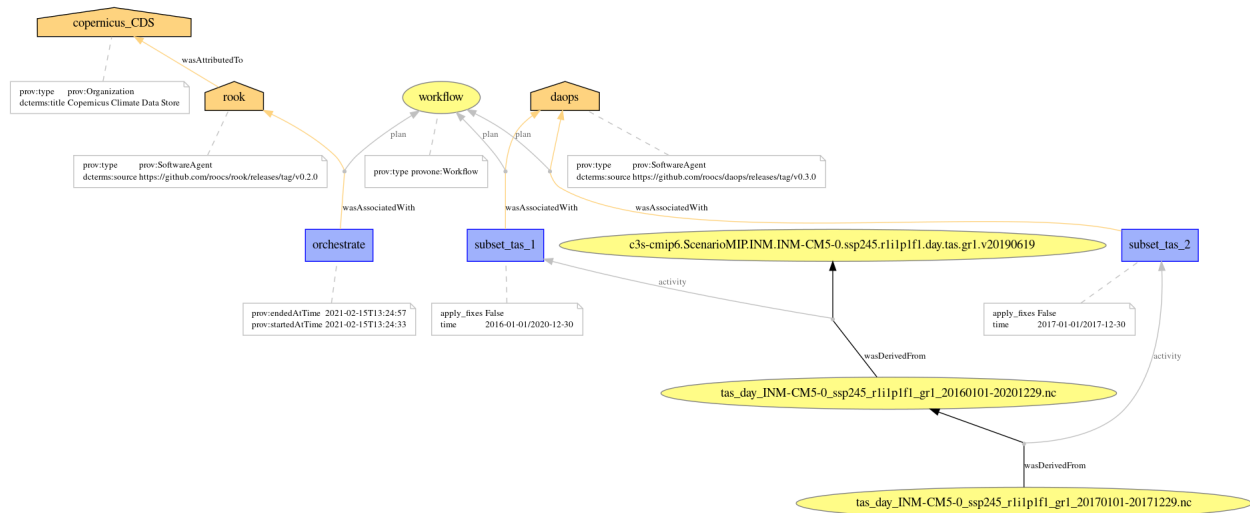 copernicus_CDS
wasAttributedTo
prov:type prov:Organization
dcterms:title Copernicus Climate Data Store
rook
workflow
daops
plan
plan
plan
prov:type prov:SoftwareAgent
dcterms:source https://github.com/roocs/rook/releases/tag/v0.2.0
prov:type provone:Workflow
prov:type prov:SoftwareAgent
dcterms:source https://github.com/roocs/daops/releases/tag/v0.3.0
wasAssociatedWith
wasAssociatedWith
wasAssociatedWith
orchestrate
subset_tas_1
c3s-cmip6.ScenarioMIP.INM.INM-CM5-0.ssp245.r1i1p1f1.day.tas.gr1.v20190619
subset_tas_2
activity
prov:endedAtTime 2021-02-15T13:24:57
prov:startedAtTime 2021-02-15T13:24:33
apply_fixes False
time 2016-01-01/2020-12-30
apply_fixes False
time 2017-01-01/2017-12-30
wasDerivedFrom
activity
tas_day_INM-CM5-0_ssp245_r1i1p1f1_gr1_20160101-20201229.nc
wasDerivedFrom
tas_day_INM-CM5-0_ssp245_r1i1p1f1_gr1_20170101-20171229.nc